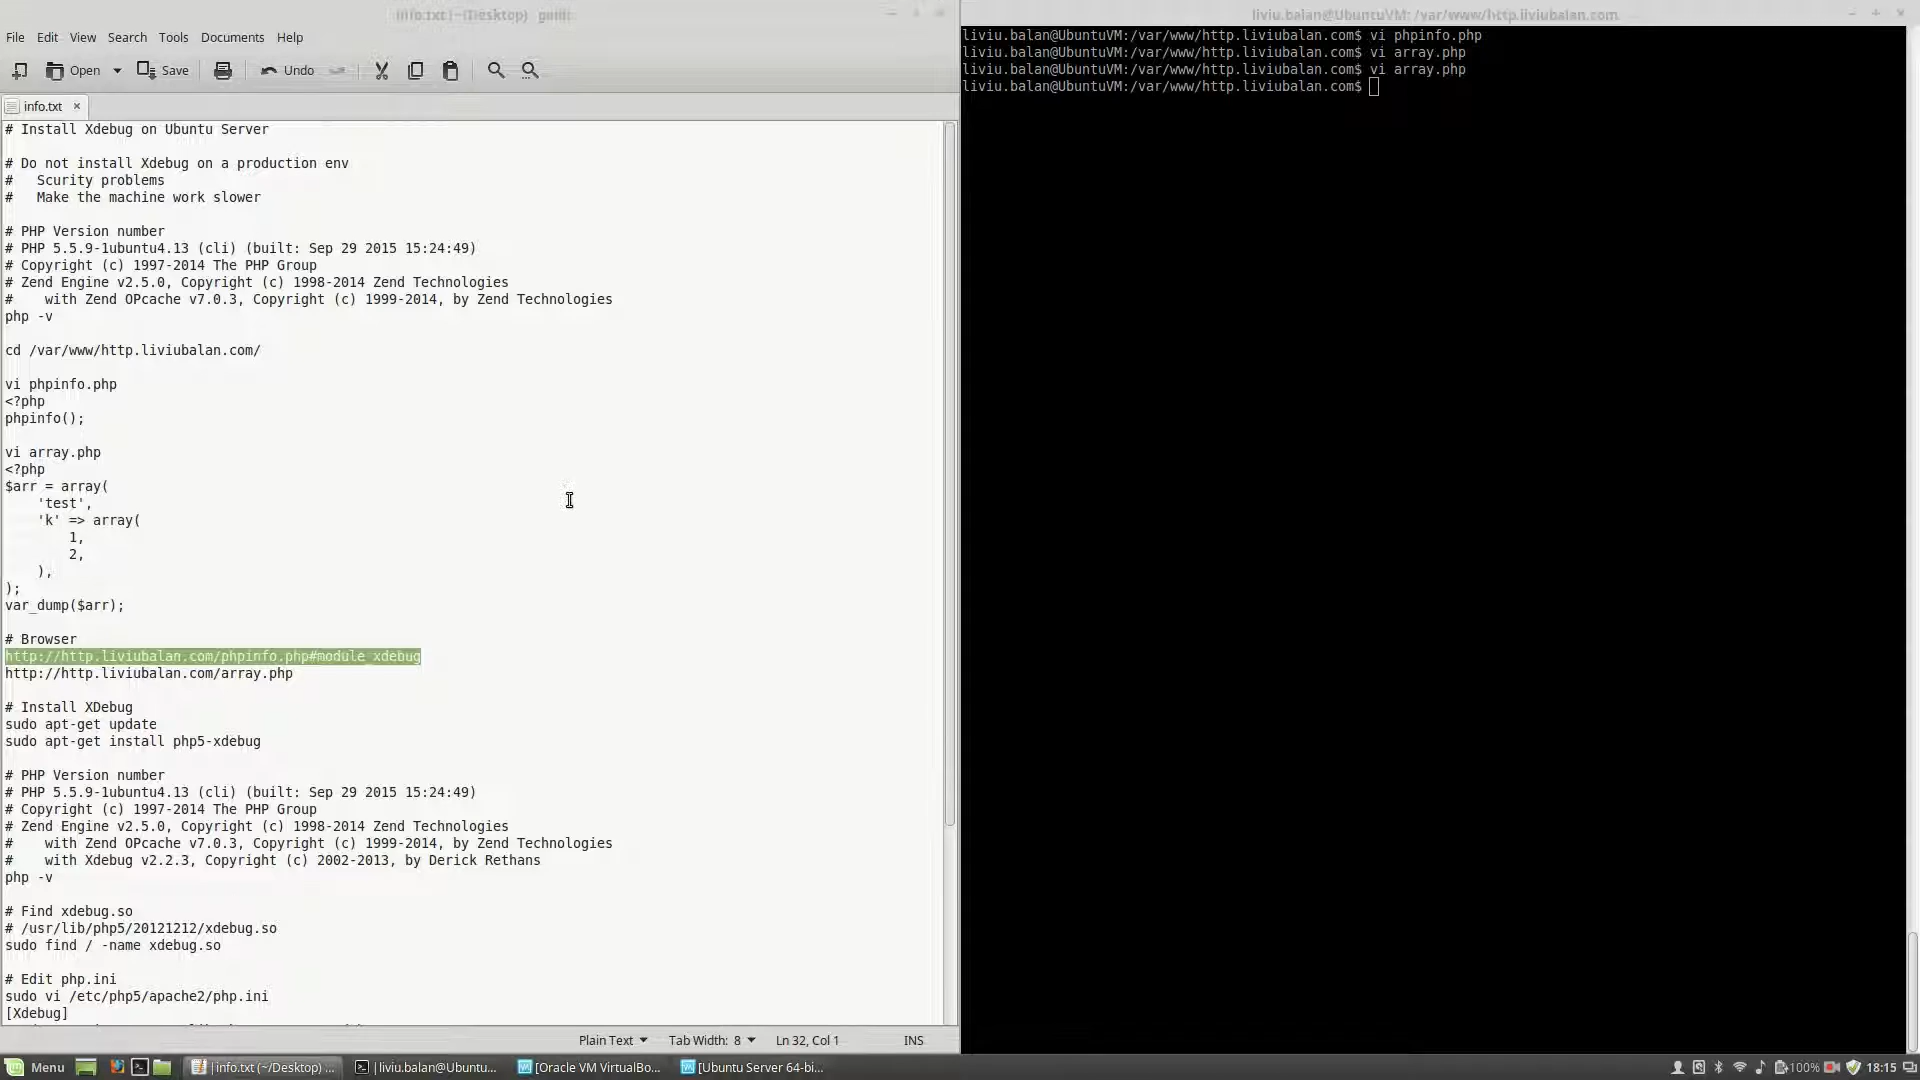 info.txt (~/Desktop) - gedit
File Edit View Search Tools Documents Help
Open Save Undo
info.txt ×
# Install Xdebug on Ubuntu Server
# Do not install Xdebug on a production env
#   Scurity problems
#   Make the machine work slower
# PHP Version number
# PHP 5.5.9-1ubuntu4.13 (cli) (built: Sep 29 2015 15:24:49)
# Copyright (c) 1997-2014 The PHP Group
# Zend Engine v2.5.0, Copyright (c) 1998-2014 Zend Technologies
#    with Zend OPcache v7.0.3, Copyright (c) 1999-2014, by Zend Technologies
php -v
cd /var/www/http.liviubalan.com/
vi phpinfo.php
<?php
phpinfo();
vi array.php
<?php
$arr = array(
    'test',
    'k' => array(
        1,
        2,
    ),
);
var_dump($arr);
# Browser
http://http.liviubalan.com/phpinfo.php#module_xdebug
http://http.liviubalan.com/array.php
# Install XDebug
sudo apt-get update
sudo apt-get install php5-xdebug
# PHP Version number
# PHP 5.5.9-1ubuntu4.13 (cli) (built: Sep 29 2015 15:24:49)
# Copyright (c) 1997-2014 The PHP Group
# Zend Engine v2.5.0, Copyright (c) 1998-2014 Zend Technologies
#    with Zend OPcache v7.0.3, Copyright (c) 1999-2014, by Zend Technologies
#    with Xdebug v2.2.3, Copyright (c) 2002-2013, by Derick Rethans
php -v
# Find xdebug.so
# /usr/lib/php5/20121212/xdebug.so
sudo find / -name xdebug.so
# Edit php.ini
sudo vi /etc/php5/apache2/php.ini
[Xdebug]
Plain Text Tab Width: 8 Ln 32, Col 1 INS
liviu.balan@UbuntuVM: /var/www/http.liviubalan.com
liviu.balan@UbuntuVM:/var/www/http.liviubalan.com$ vi phpinfo.php
liviu.balan@UbuntuVM:/var/www/http.liviubalan.com$ vi array.php
liviu.balan@UbuntuVM:/var/www/http.liviubalan.com$ vi array.php
liviu.balan@UbuntuVM:/var/www/http.liviubalan.com$
Menu |info.txt (~/Desktop) ... |liviu.balan@Ubuntu... [Oracle VM VirtualBo... [Ubuntu Server 64-bi... 100% 18:15